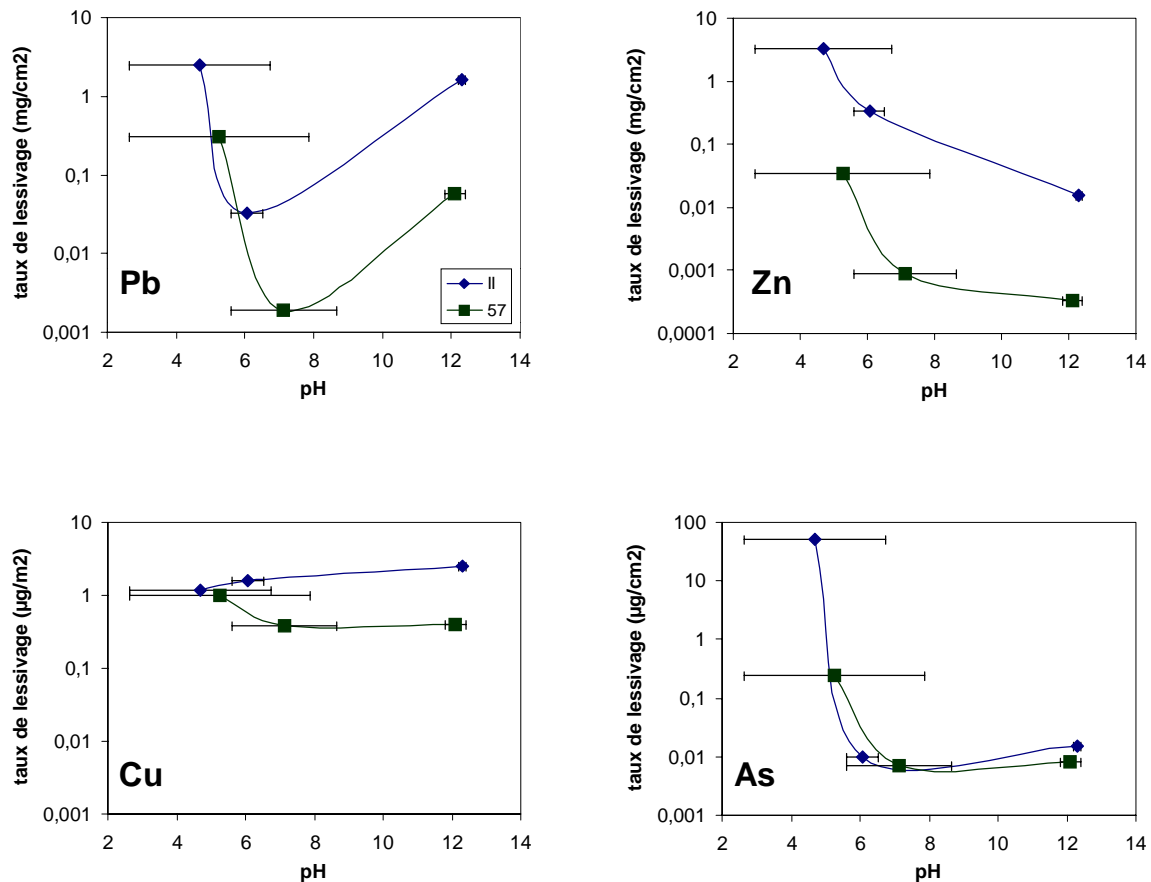 10
1
0,1
0,01
0,001
taux de lessivage (mg/cm2)
Pb
II
57
2 4 6 8 10 12 14
pH
10
1
0,1
0,01
0,001
0,0001
taux de lessivage (mg/cm2)
Zn
2 4 6 8 10 12 14
pH
10
1
0,1
0,01
0,001
taux de lessivage (µg/m2)
Cu
2 4 6 8 10 12 14
pH
100
10
1
0,1
0,01
0,001
taux de lessivage (µg/cm2)
As
2 4 6 8 10 12 14
pH